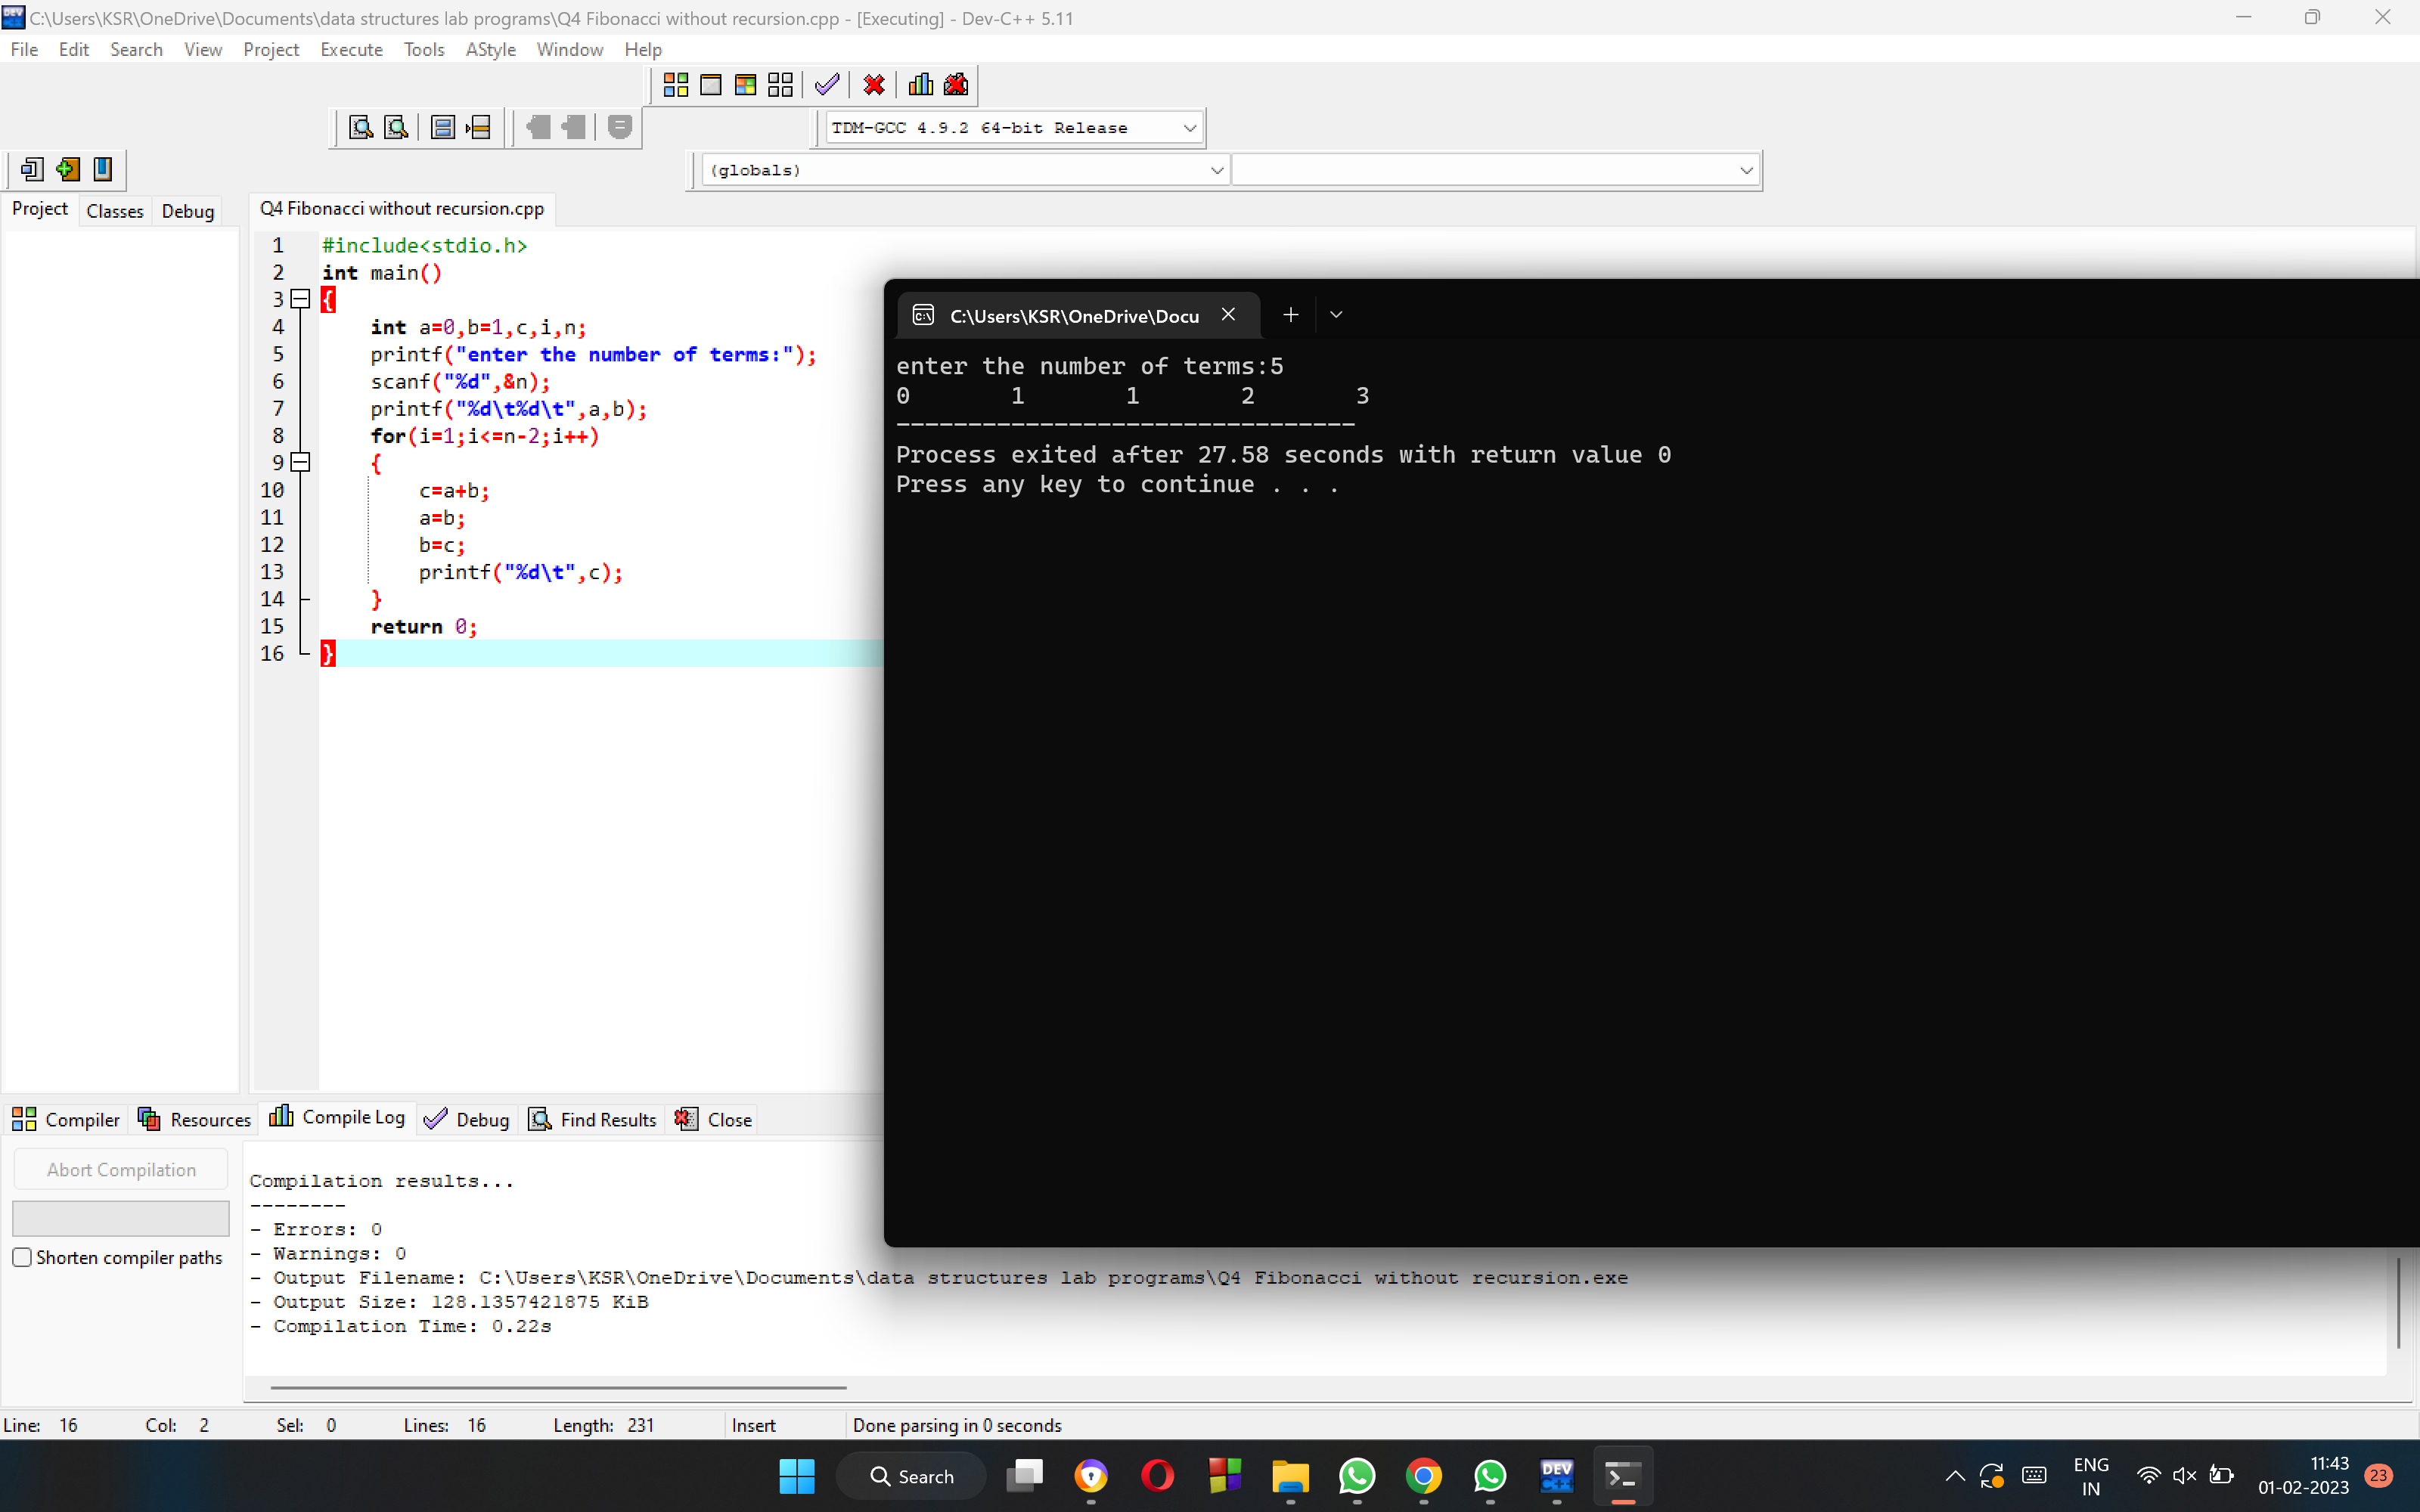 C:\Users\KSR\OneDrive\Documents\data structures lab programs\Q4 Fibonacci without recursion.cpp - [Executing] - Dev-C++ 5.11
File Edit Search View Project Execute Tools AStyle Window Help
TDM-GCC 4.9.2 64-bit Release
(globals)
Project Classes Debug
Q4 Fibonacci without recursion.cpp
1 #include<stdio.h>
2 int main()
3 {
4 int a=0,b=1,c,i,n;
5 printf("enter the number of terms:");
6 scanf("%d",&n);
7 printf("%d\t%d\t",a,b);
8 for(i=1;i<=n-2;i++)
9 {
10 c=a+b;
11 a=b;
12 b=c;
13 printf("%d\t",c);
14 }
15 return 0;
16 }
C:\Users\KSR\OneDrive\Docu
enter the number of terms:5
0 1 1 2 3
--------------------------------
Process exited after 27.58 seconds with return value 0
Press any key to continue . . .
Compiler Resources Compile Log Debug Find Results Close
Abort Compilation
Shorten compiler paths
Compilation results...
--------
- Errors: 0
- Warnings: 0
- Output Filename: C:\Users\KSR\OneDrive\Documents\data structures lab programs\Q4 Fibonacci without recursion.exe
- Output Size: 128.1357421875 KiB
- Compilation Time: 0.22s
Line: 16 Col: 2 Sel: 0 Lines: 16 Length: 231 Insert Done parsing in 0 seconds
Search
DEV C++
ENG
IN
11:43
01-02-2023
23